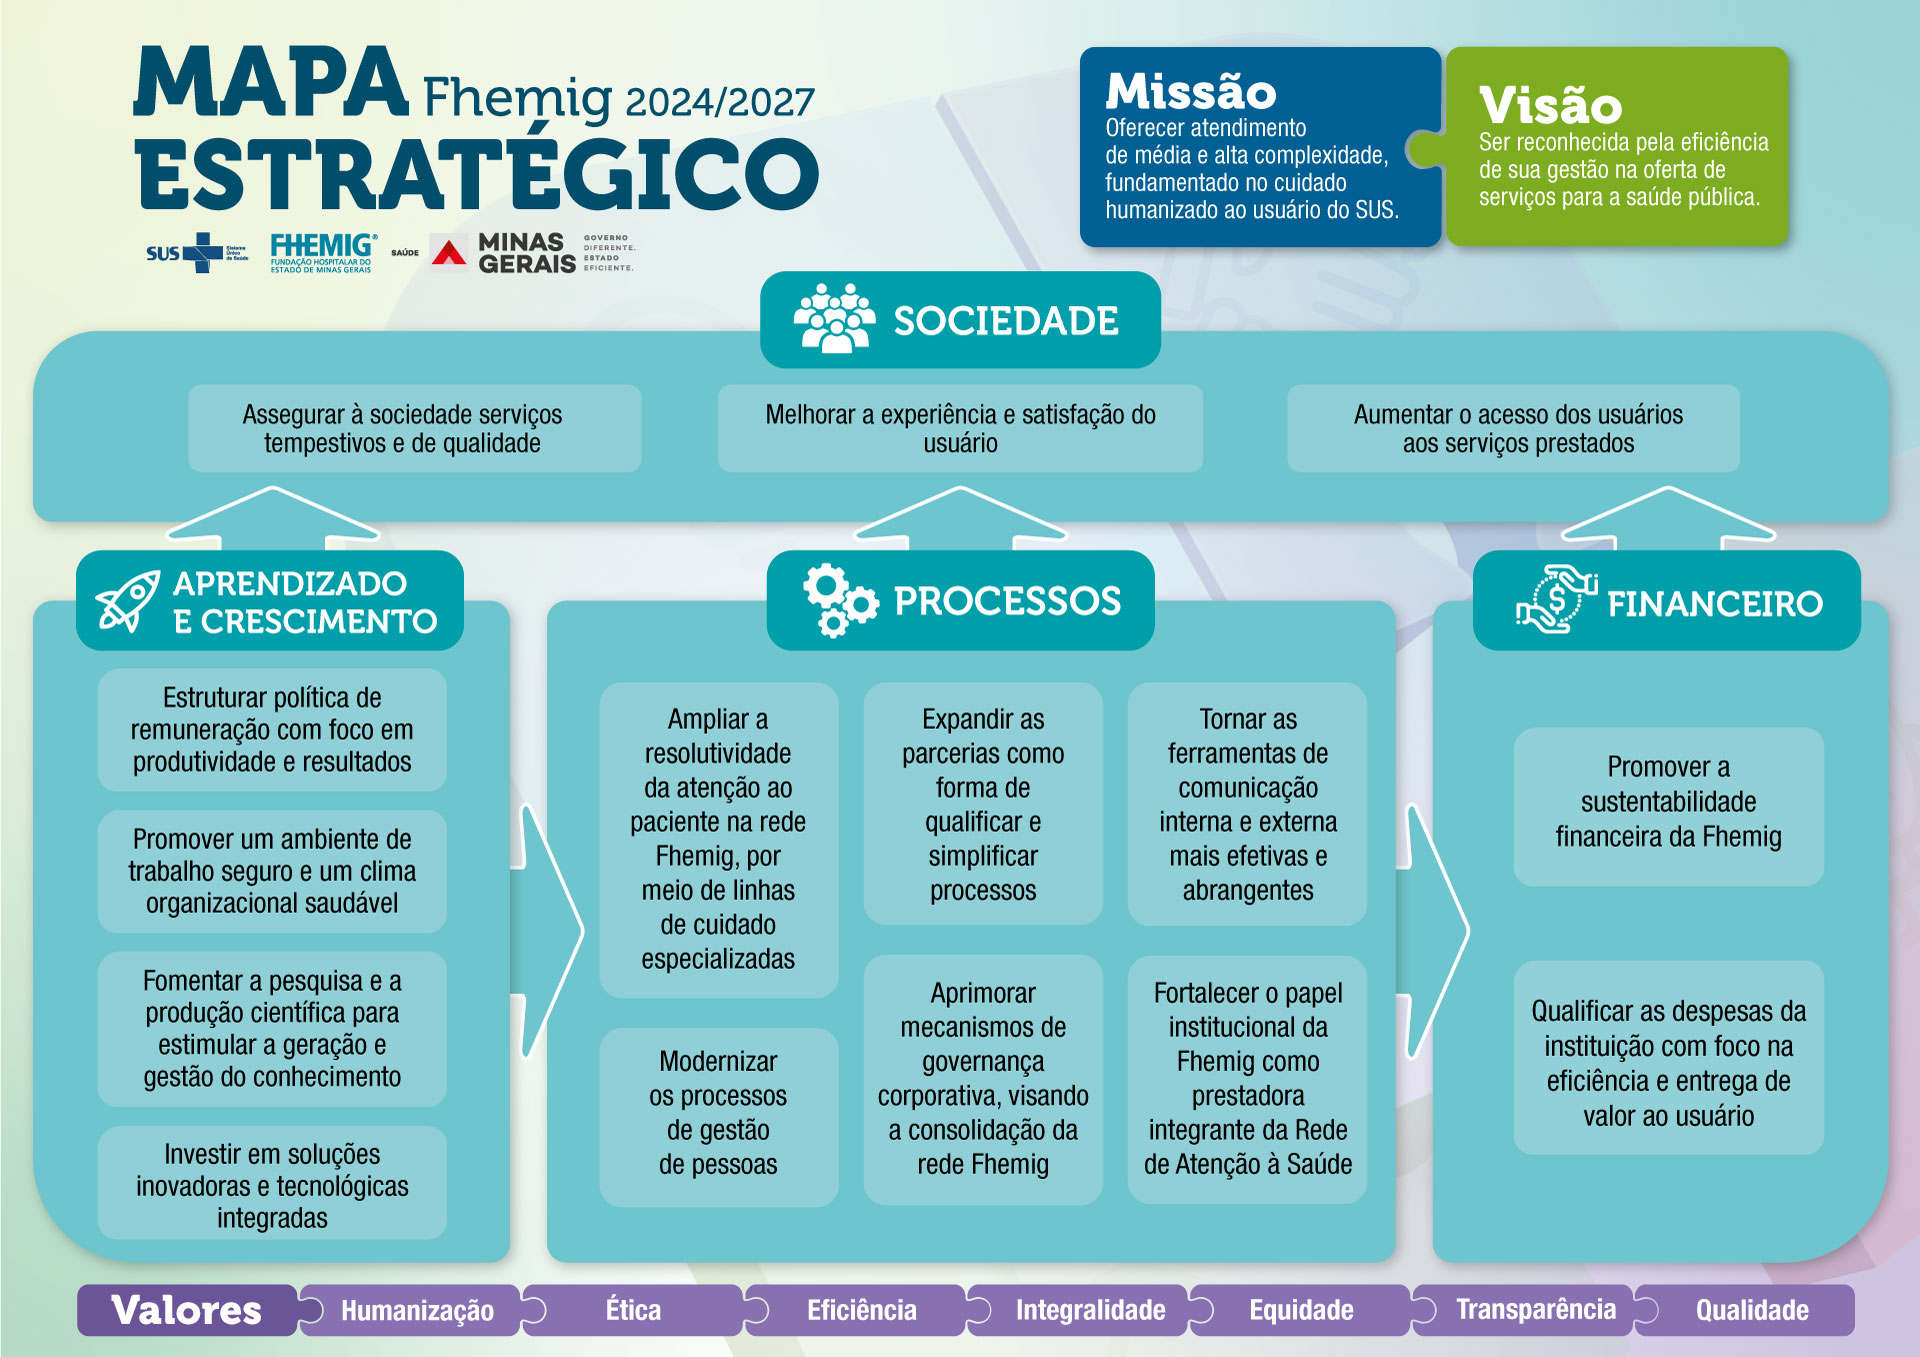 MAPA Fhemig 2024/2027
ESTRATÉGICO
SUS Sistema
Único
de Saúde
FHEMIG®
FUNDAÇÃO HOSPITALAR DO
ESTADO DE MINAS GERAIS
SAÚDE
MINAS
GERAIS
GOVERNO
DIFERENTE.
ESTADO
EFICIENTE.
Missão
Oferecer atendimento
de média e alta complexidade,
fundamentado no cuidado
humanizado ao usuário do SUS.
Visão
Ser reconhecida pela eficiência
de sua gestão na oferta de
serviços para a saúde pública.
SOCIEDADE
Assegurar à sociedade serviços
tempestivos e de qualidade
Melhorar a experiência e satisfação do
usuário
Aumentar o acesso dos usuários
aos serviços prestados
APRENDIZADO
E CRESCIMENTO
Estruturar política de
remuneração com foco em
produtividade e resultados
Promover um ambiente de
trabalho seguro e um clima
organizacional saudável
Fomentar a pesquisa e a
produção científica para
estimular a geração e
gestão do conhecimento
Investir em soluções
inovadoras e tecnológicas
integradas
PROCESSOS
Ampliar a
resolutividade
da atenção ao
paciente na rede
Fhemig, por
meio de linhas
de cuidado
especializadas
Expandir as
parcerias como
forma de
qualificar e
simplificar
processos
Tornar as
ferramentas de
comunicação
interna e externa
mais efetivas e
abrangentes
Modernizar
os processos
de gestão
de pessoas
Aprimorar
mecanismos de
governança
corporativa, visando
a consolidação da
rede Fhemig
Fortalecer o papel
institucional da
Fhemig como
prestadora
integrante da Rede
de Atenção à Saúde
FINANCEIRO
$
Promover a
sustentabilidade
financeira da Fhemig
Qualificar as despesas da
instituição com foco na
eficiência e entrega de
valor ao usuário
Valores
Humanização
Ética
Eficiência
Integralidade
Equidade
Transparência
Qualidade